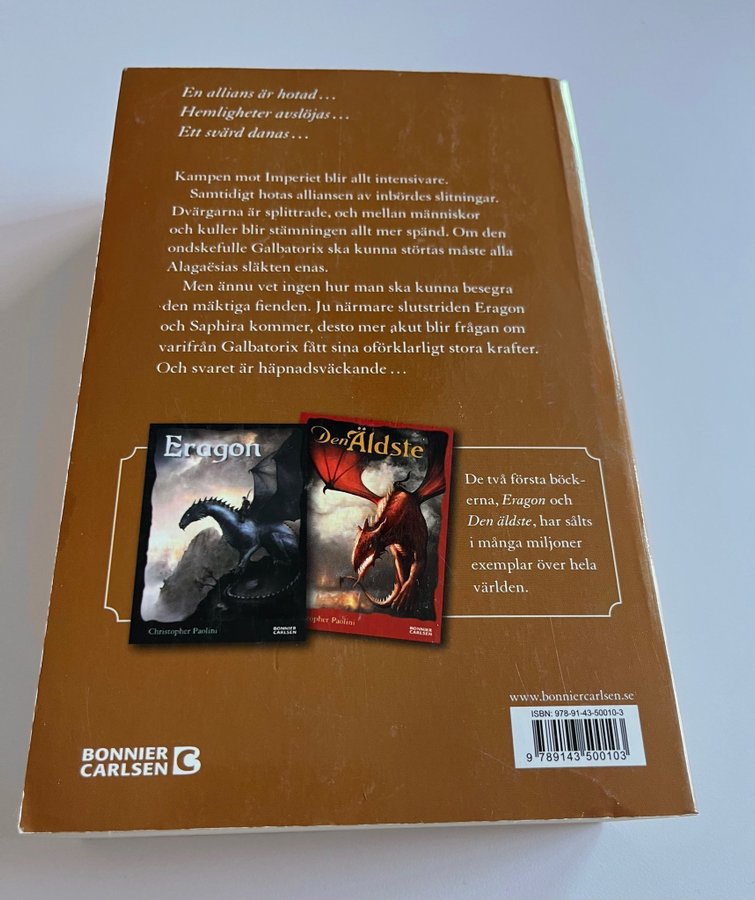 En allians är hotad...
Hemligheter avslöjas...
Ett svärd danas...
Kampen mot Imperiet blir allt intensivare.
Samtidigt hotas alliansen av inbördes slitningar.
Dvärgarna är splittrade, och mellan människor
och kuller blir stämningen allt mer spänd. Om den
ondskefulle Galbatorix ska kunna störtas måste alla
Alagaësias släkten enas.
Men ännu vet ingen hur man ska kunna besegra
den mäktiga fienden. Ju närmare slutstriden Eragon
och Saphira kommer, desto mer akut blir frågan om
varifrån Galbatorix fått sina oförklarligt stora krafter.
Och svaret är häpnadsväckande...
Eragon
Christopher Paolini
BONNIER
CARLSEN
Den Äldste
opher Paolini
BONNIER
CARLSEN
De två första böck-
erna, Eragon och
Den äldste, har sålts
i många miljoner
exemplar över hela
världen.
www.bonniercarlsen.se
ISBN: 978-91-43-50010-3
9 789143 500103
BONNIER
CARLSEN